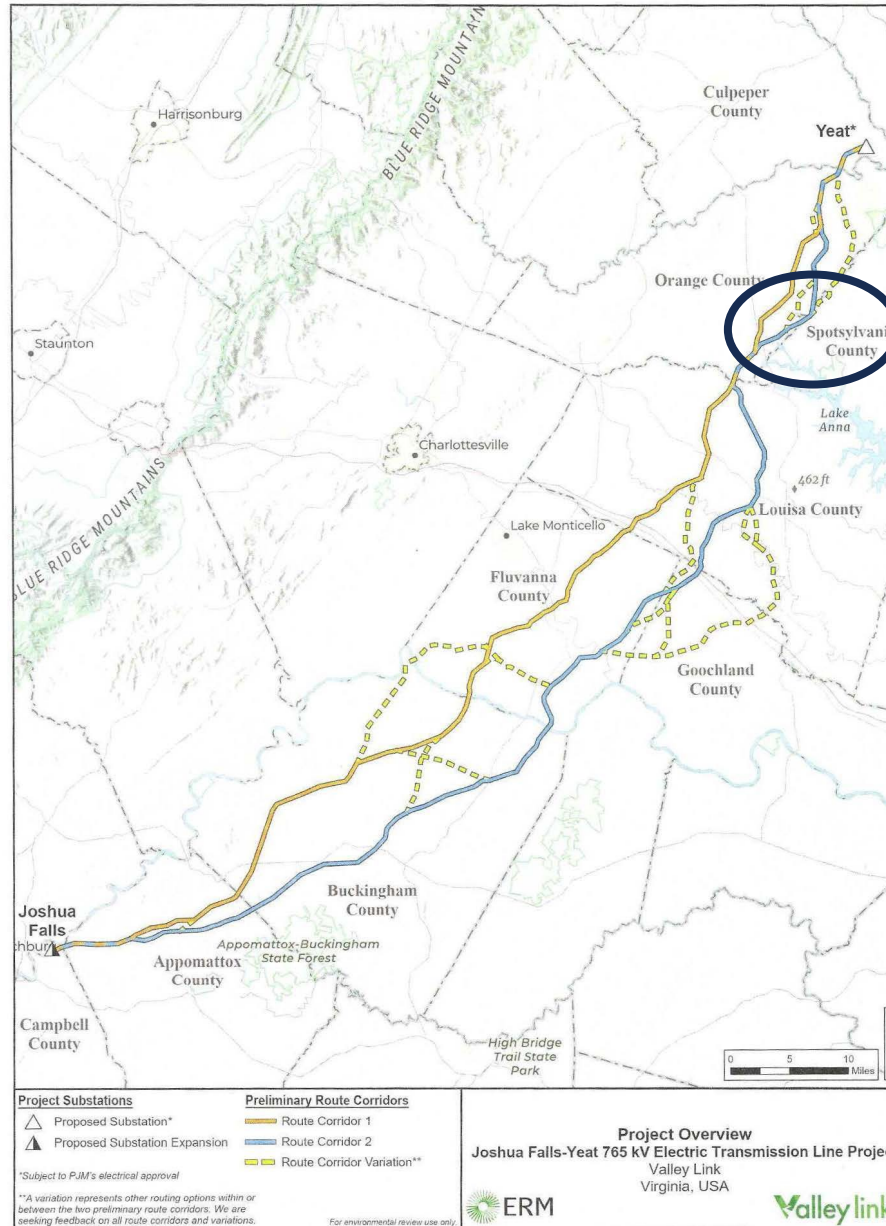 Culpeper
County
Harrisonburg
Yeat*
BLUE RIDGE MOUNTAINS
Orange County
Spotsylvani
County
Staunton
Lake
Anna
Charlottesville
462 ft
Louisa County
BLUE RIDGE MOUNTAINS
Lake Monticello
Fluvanna
County
Goochland
County
Buckingham
County
Joshua
Falls
chbur
Appomattox-Buckingham
State Forest
Appomattox
County
Campbell
County
High Bridge
Trail State
Park
0 5 10
Miles
Project Substations
Proposed Substation*
Proposed Substation Expansion
*Subject to PJM's electrical approval
**A variation represents other routing options within or
between the two preliminary route corridors. We are
seeking feedback on all route corridors and variations.
Preliminary Route Corridors
Route Corridor 1
Route Corridor 2
Route Corridor Variation**
For environmental review use only.
Project Overview
Joshua Falls-Yeat 765 kV Electric Transmission Line Projec
Valley Link
Virginia, USA
ERM
Valley link